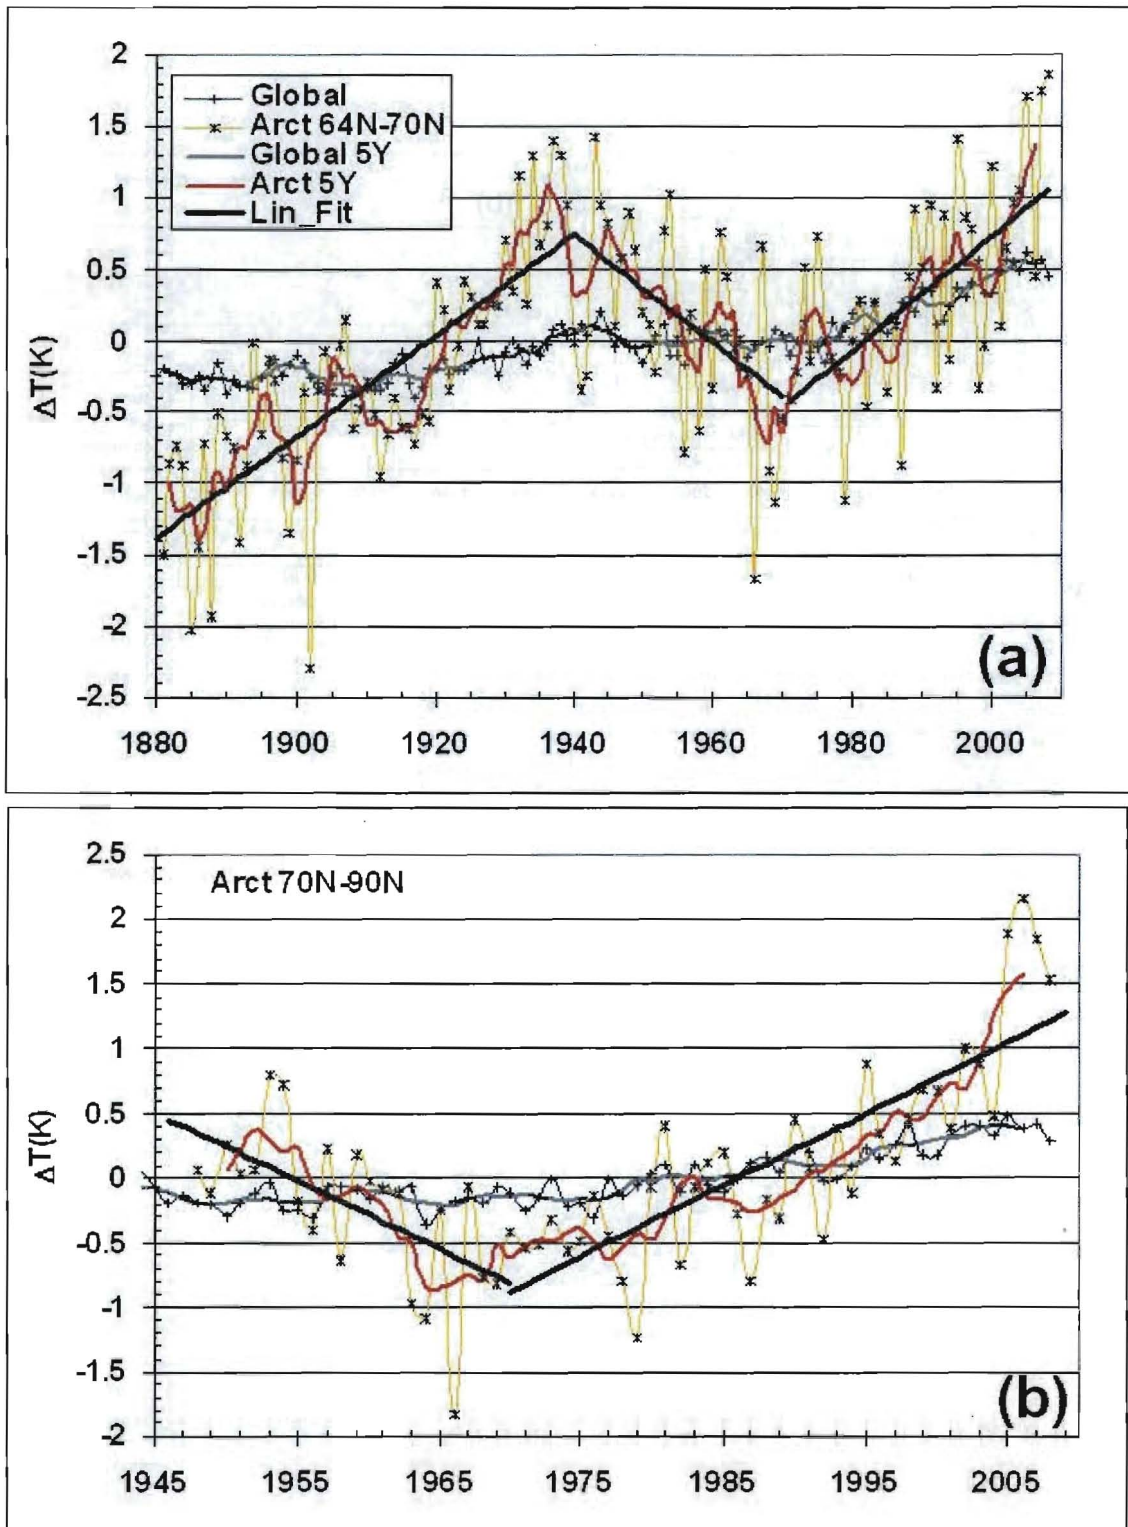 2
1.5
1
0.5
0
-0.5
-1
-1.5
-2
-2.5
ΔT(K)
Global
Arct 64N-70N
Global 5Y
Arct 5Y
Lin_Fit
(a)
1880 1900 1920 1940 1960 1980 2000
2.5
2
1.5
1
0.5
0
-0.5
-1
-1.5
-2
ΔT(K)
Arct 70N-90N
(b)
1945 1955 1965 1975 1985 1995 2005